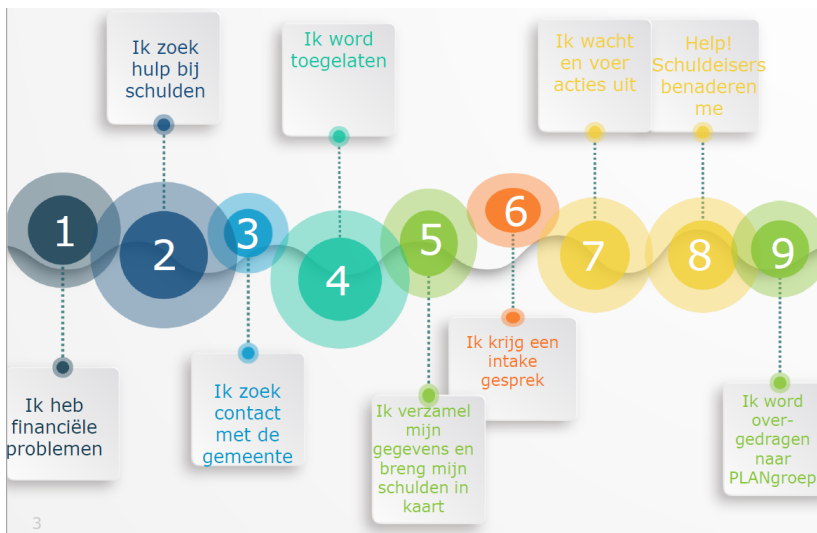 Ik zoek
hulp bij
schulden
Ik word
toegelaten
Ik wacht
en voer
acties uit
Help!
Schuldeisers
benaderen
me
1
2
3
4
5
6
7
8
9
Ik heb
financiële
problemen
Ik zoek
contact
met de
gemeente
Ik verzamel
mijn
gegevens en
breng mijn
schulden in
kaart
Ik krijg een
intake
gesprek
Ik word
over-
gedragen
naar
PLANgroep
3